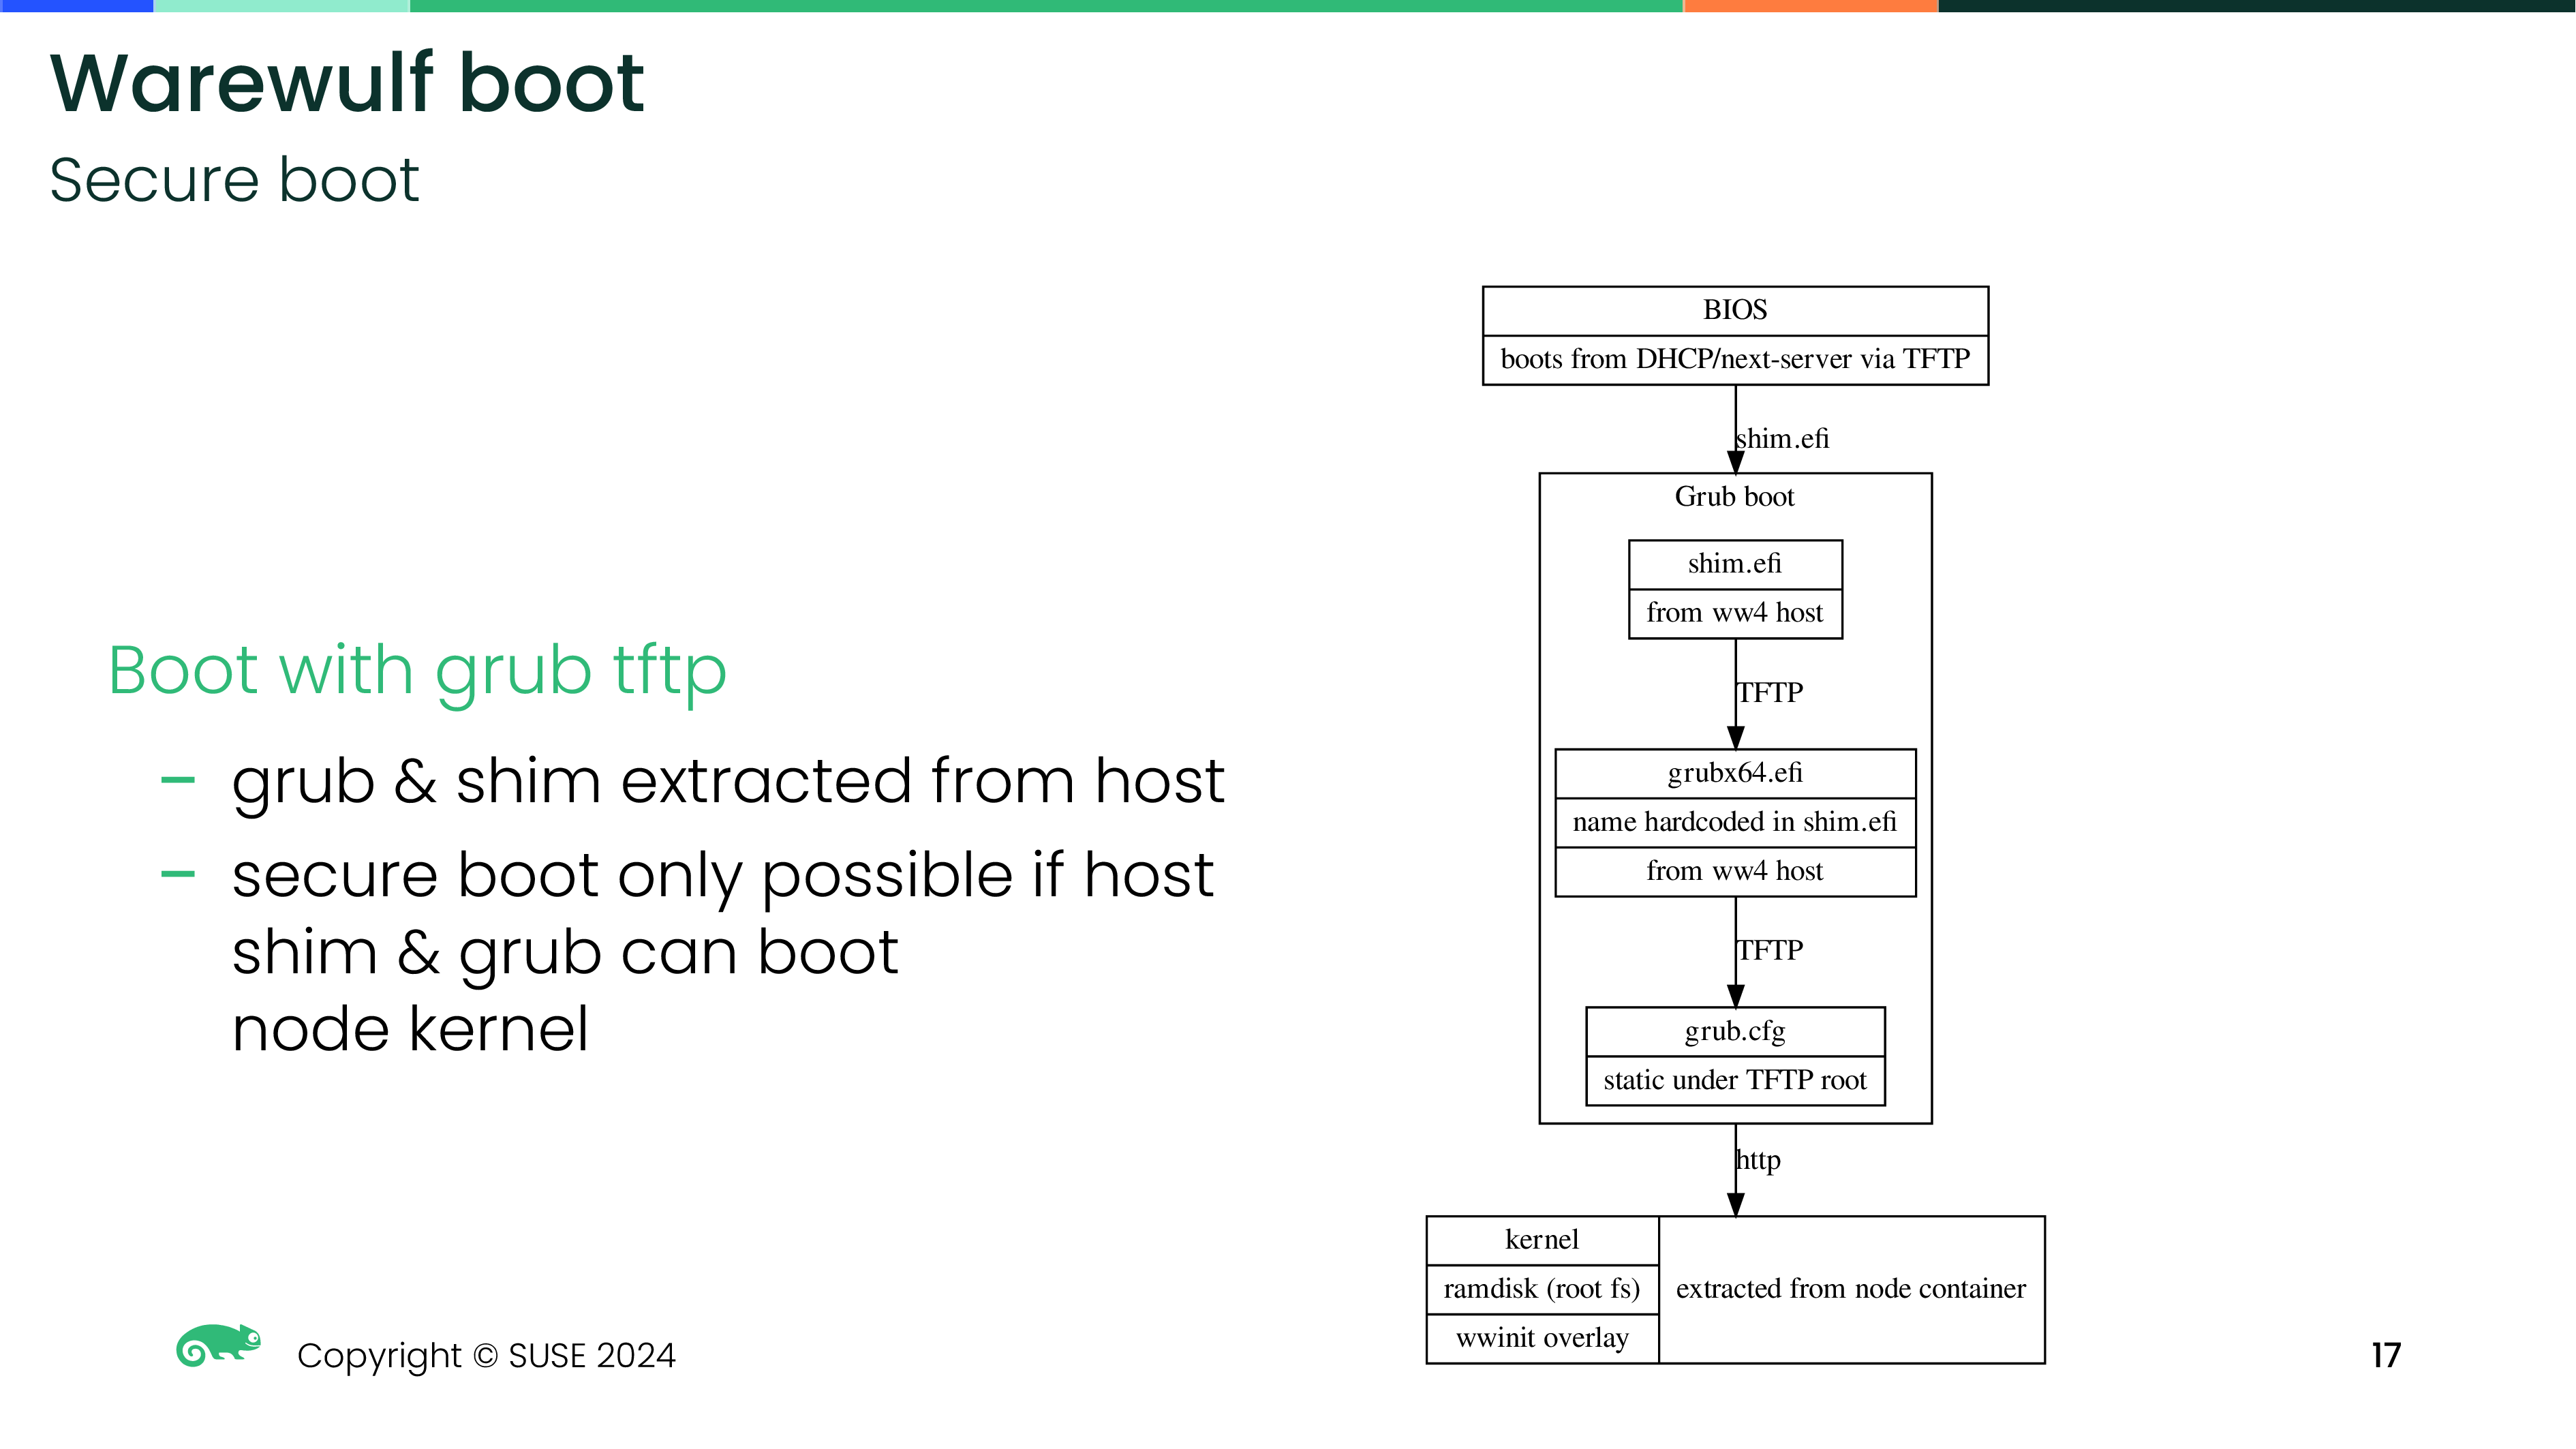 Warewulf boot
Secure boot
Boot with grub tftp
– grub & shim extracted from host
– secure boot only possible if host
shim & grub can boot
node kernel
BIOS
boots from DHCP/next-server via TFTP
shim.efi
Grub boot
shim.efi
from ww4 host
TFTP
grubx64.efi
name hardcoded in shim.efi
from ww4 host
TFTP
grub.cfg
static under TFTP root
http
kernel
ramdisk (root fs)
wwinit overlay
extracted from node container
Copyright © SUSE 2024
17